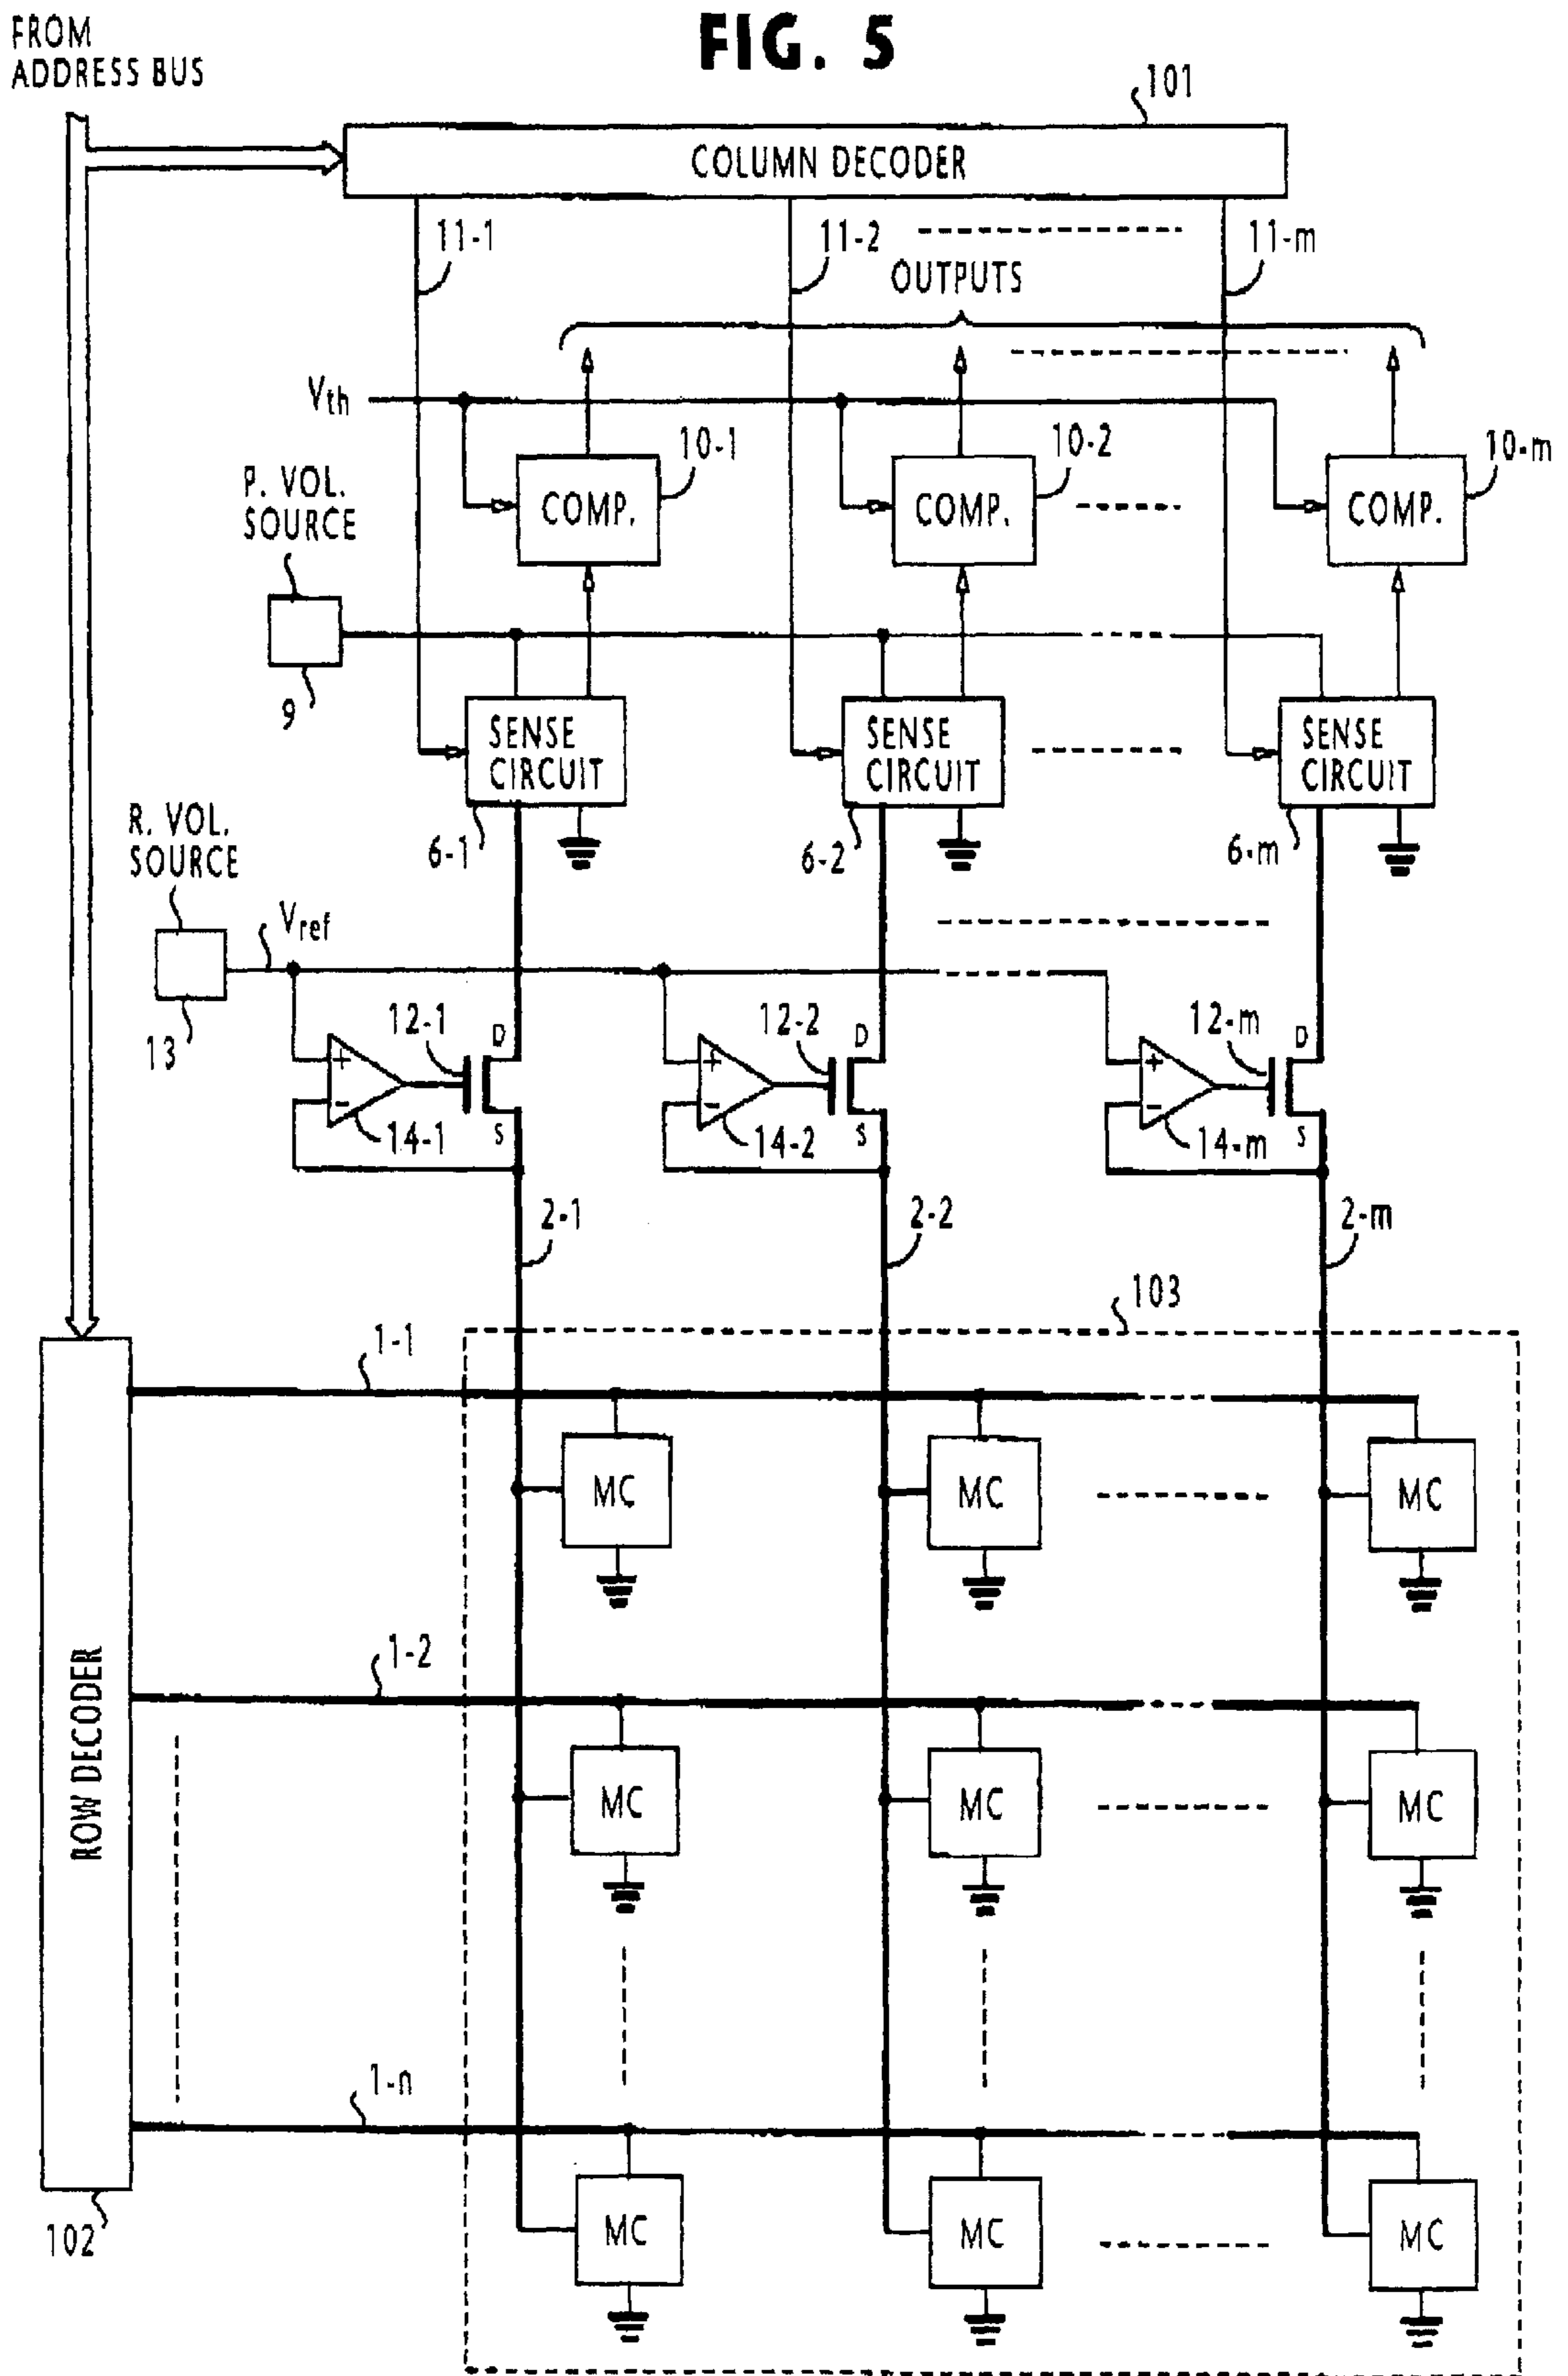 FIG. 5
FROM
ADDRESS BUS
101
COLUMN DECODER
11-1
11-2
11-m
OUTPUTS
Vth
10-1
10-2
10-m
P. VOL.
SOURCE
COMP.
COMP.
COMP.
9
SENSE
CIRCUIT
SENSE
CIRCUIT
SENSE
CIRCUIT
R. VOL.
SOURCE
6-1
6-2
6-m
Vref
13
12-1
D
12-2
D
12-m
D
+
+
+
-
-
-
14-1
S
14-2
S
14-m
S
2-1
2-2
2-m
103
1-1
MC
MC
MC
1-2
ROW DECODER
MC
MC
MC
1-n
102
MC
MC
MC